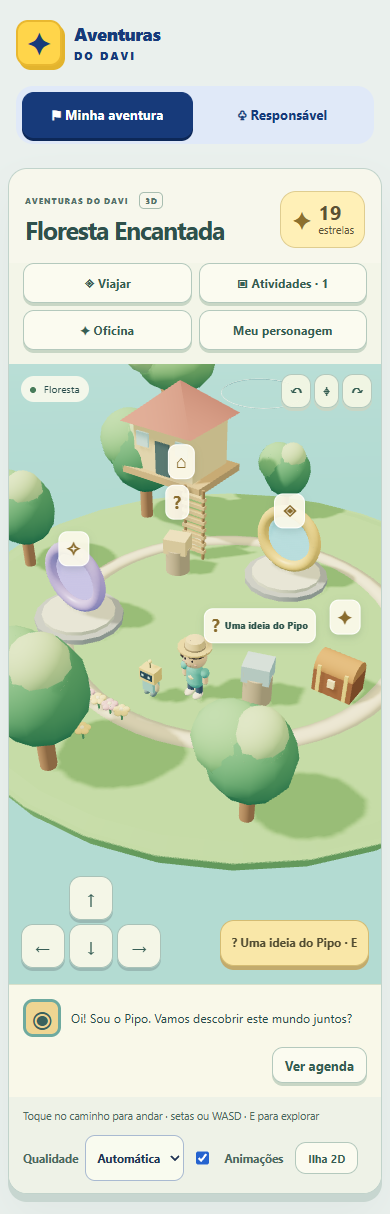 Aventuras
DO DAVI
Minha aventura
Responsável
AVENTURAS DO DAVI 3D
Floresta Encantada
19
estrelas
Viajar
Atividades · 1
Oficina
Meu personagem
Floresta
?
? Uma ideia do Pipo
? Uma ideia do Pipo · E
Oi! Sou o Pipo. Vamos descobrir este mundo juntos?
Ver agenda
Toque no caminho para andar · setas ou WASD · E para explorar
Qualidade
Automática
Animações
Ilha 2D